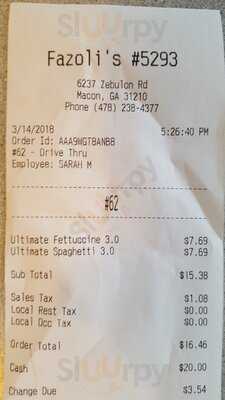 Fazoli's #5293
6237 Zebulon Rd
Macon, GA 31210
Phone (478) 238-4377
3/14/2018 5:26:40 PM
Order Id: AAA9WGT8ANB8
#62 - Drive Thru
Employee: SARAH M
#62
Ultimate Fettuccine 3.0 $7.69
Ultimate Spaghetti 3.0 $7.69
Sub Total $15.38
Sales Tax $1.08
Local Rest Tax $0.00
Local Occ Tax $0.00
Order Total $16.46
Cash $20.00
Change Due $3.54
Slurpp